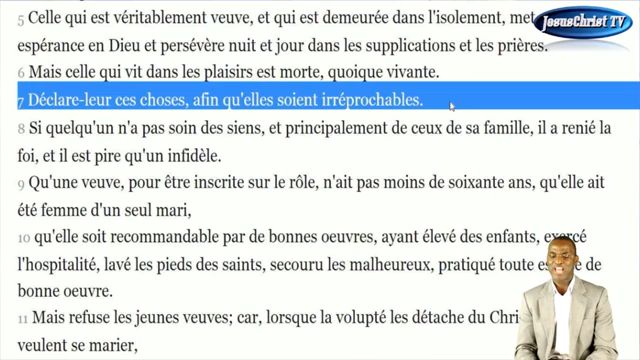 JesusChrist TV
5 Celle qui est véritablement veuve, et qui est demeurée dans l'isolement, met
espérance en Dieu et persévère nuit et jour dans les supplications et les prières.
6 Mais celle qui vit dans les plaisirs est morte, quoique vivante.
7 Déclare-leur ces choses, afin qu'elles soient irréprochables.
8 Si quelqu'un n'a pas soin des siens, et principalement de ceux de sa famille, il a renié la
foi, et il est pire qu'un infidèle.
9 Qu'une veuve, pour être inscrite sur le rôle, n'ait pas moins de soixante ans, qu'elle ait
été femme d'un seul mari,
10 qu'elle soit recommandable par de bonnes oeuvres, ayant élevé des enfants, exercé
l'hospitalité, lavé les pieds des saints, secouru les malheureux, pratiqué toute de
bonne oeuvre.
11 Mais refuse les jeunes veuves; car, lorsque la volupté les détache du
veulent se marier,